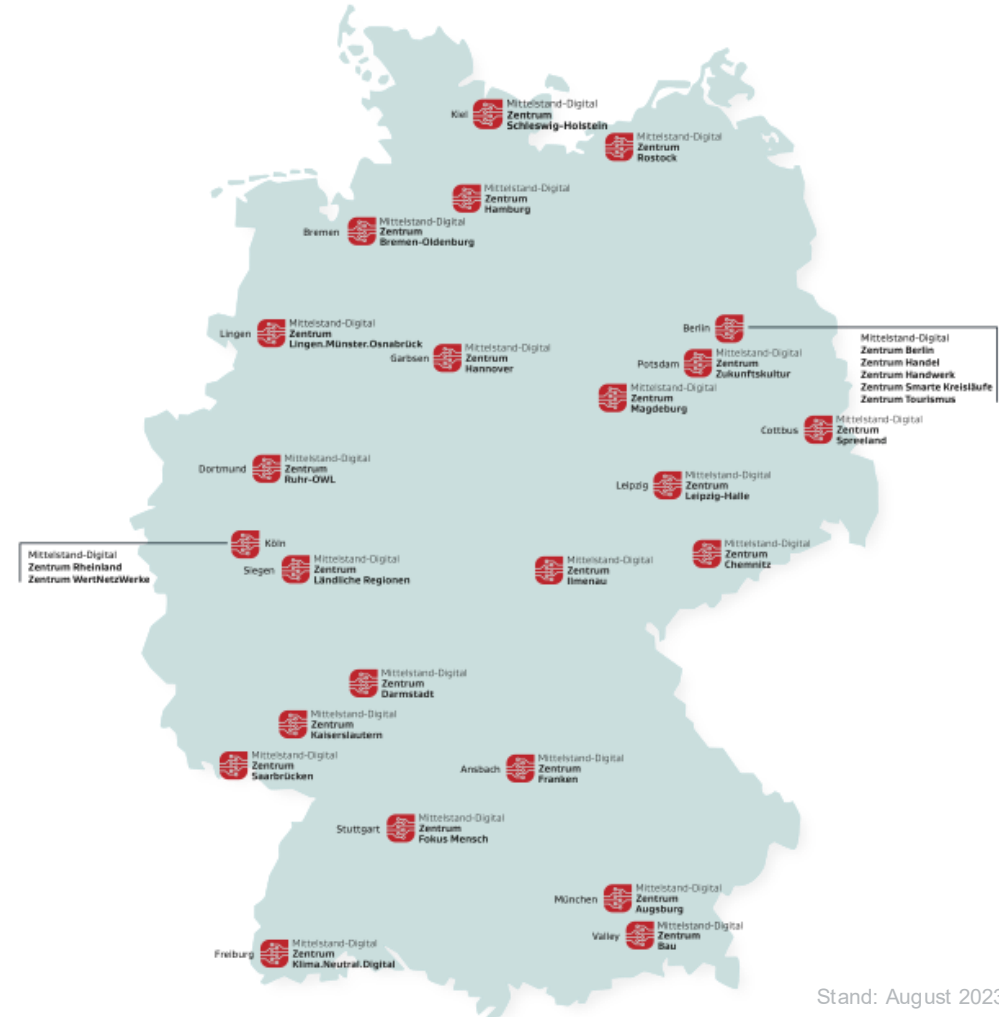 Kiel
Mittelstand-Digital
Zentrum
Schleswig-Holstein
Mittelstand-Digital
Zentrum
Rostock
Mittelstand-Digital
Zentrum
Hamburg
Bremen
Mittelstand-Digital
Zentrum
Bremen-Oldenburg
Lingen
Mittelstand-Digital
Zentrum
Lingen.Münster.Osnabrück
Garbsen
Mittelstand-Digital
Zentrum
Hannover
Berlin
Mittelstand-Digital
Zentrum Berlin
Zentrum Handel
Zentrum Handwerk
Zentrum Smarte Kreisläufe
Zentrum Tourismus
Potsdam
Mittelstand-Digital
Zentrum
Zukunftskultur
Mittelstand-Digital
Zentrum
Magdeburg
Cottbus
Mittelstand-Digital
Zentrum
Spreeland
Dortmund
Mittelstand-Digital
Zentrum
Ruhr-OWL
Leipzig
Mittelstand-Digital
Zentrum
Leipzig-Halle
Köln
Mittelstand-Digital
Zentrum Rheinland
Zentrum WertNetzWerke
Siegen
Mittelstand-Digital
Zentrum
Ländliche Regionen
Mittelstand-Digital
Zentrum
Ilmenau
Mittelstand-Digital
Zentrum
Chemnitz
Mittelstand-Digital
Zentrum
Darmstadt
Mittelstand-Digital
Zentrum
Kaiserslautern
Mittelstand-Digital
Zentrum
Saarbrücken
Ansbach
Mittelstand-Digital
Zentrum
Franken
Stuttgart
Mittelstand-Digital
Zentrum
Fokus Mensch
München
Mittelstand-Digital
Zentrum
Augsburg
Valley
Mittelstand-Digital
Zentrum
Bau
Freiburg
Mittelstand-Digital
Zentrum
Klima.Neutral.Digital
Stand: August 2023